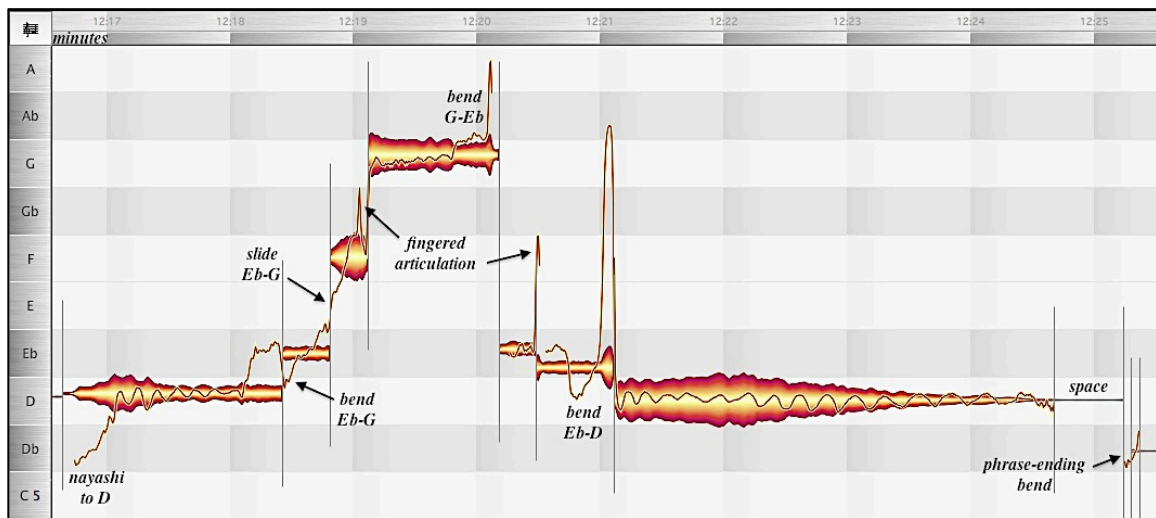 12:17 12:18 12:19 12:20 12:21 12:22 12:23 12:24 12:25
minutes
A
Ab
G
Gb
F
E
Eb
D
Db
C 5
bend
G-Eb
slide
Eb-G
fingered
articulation
bend
Eb-G
bend
Eb-D
space
nayashi
to D
phrase-ending
bend